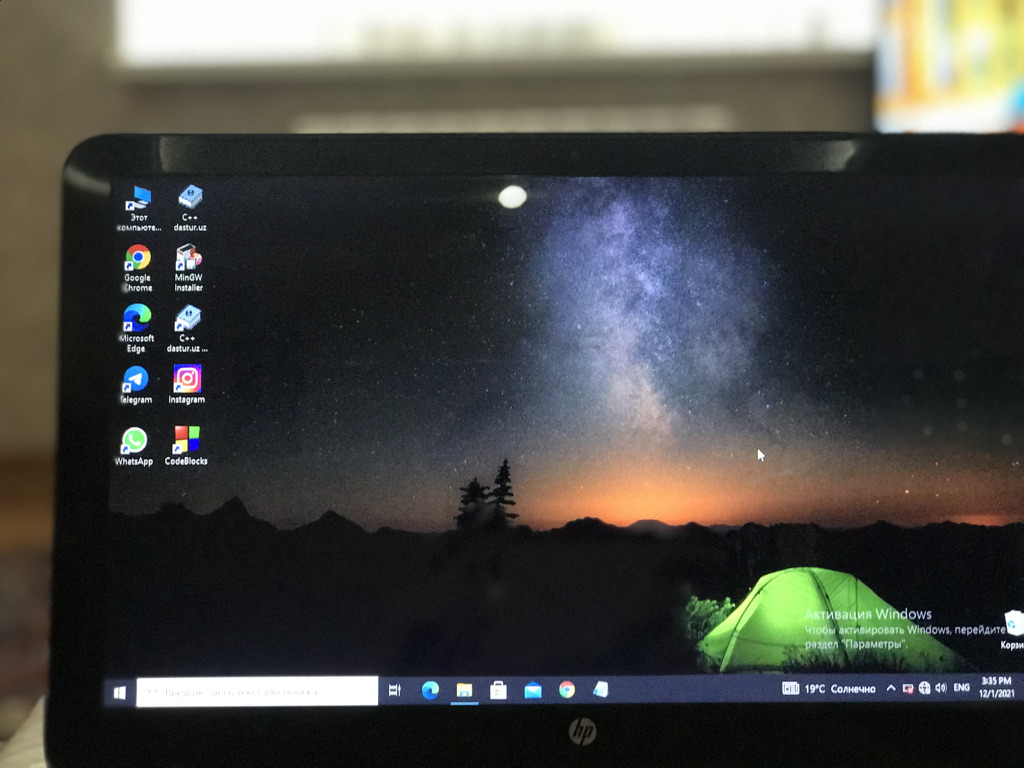 Этот
компьюте...
C++
dastur.uz
Google
Chrome
MinGW
Installer
Microsoft
Edge
C++
dastur.uz ...
Telegram
Instagram
WhatsApp
CodeBlocks
Активация Windows
Чтобы активировать Windows, перейдите
раздел "Параметры".
Корзи
19°C Солнечно
ENG
3:35 PM
12/1/2021
hp